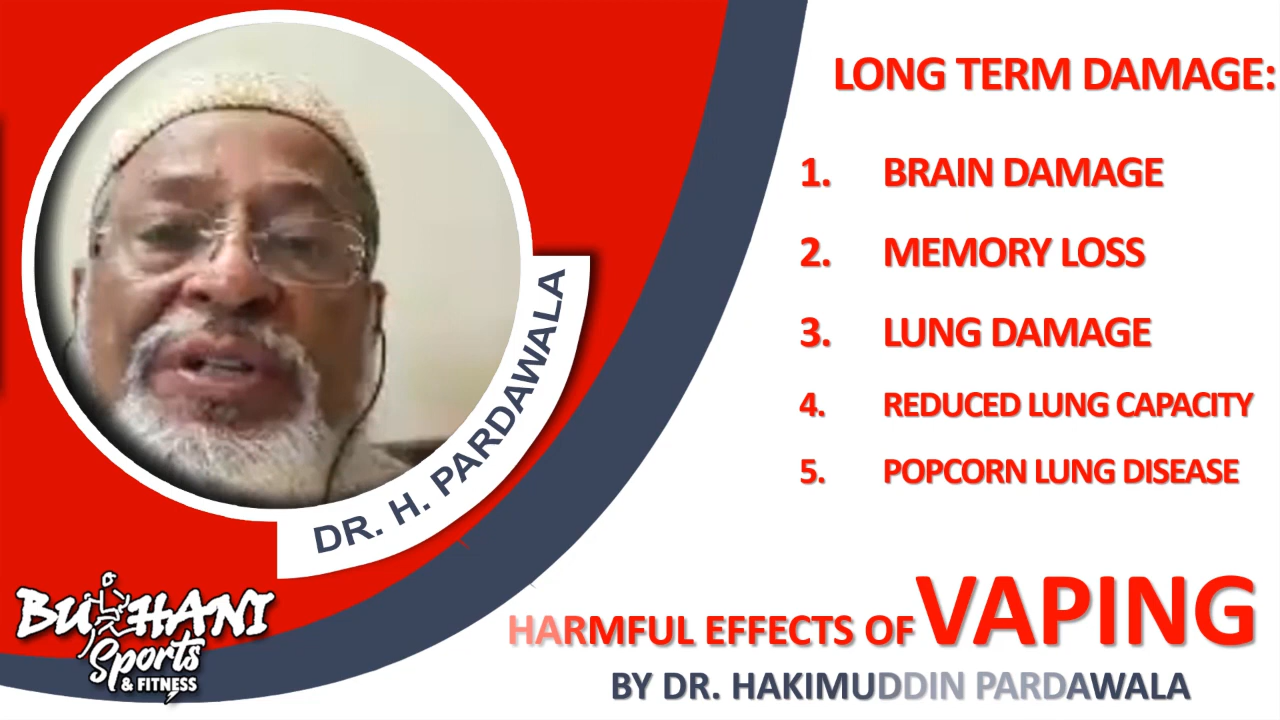 LONG TERM DAMAGE:
1. BRAIN DAMAGE
2. MEMORY LOSS
3. LUNG DAMAGE
4. REDUCED LUNG CAPACITY
5. POPCORN LUNG DISEASE
DR. H. PARDAWALA
BURHANI
Sports
& FITNESS
HARMFUL EFFECTS OF VAPING
BY DR. HAKIMUDDIN PARDAWALA